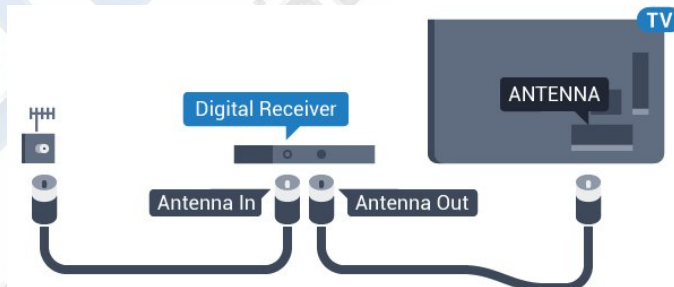 TV
Digital Receiver
ANTENNA
Antenna In
Antenna Out